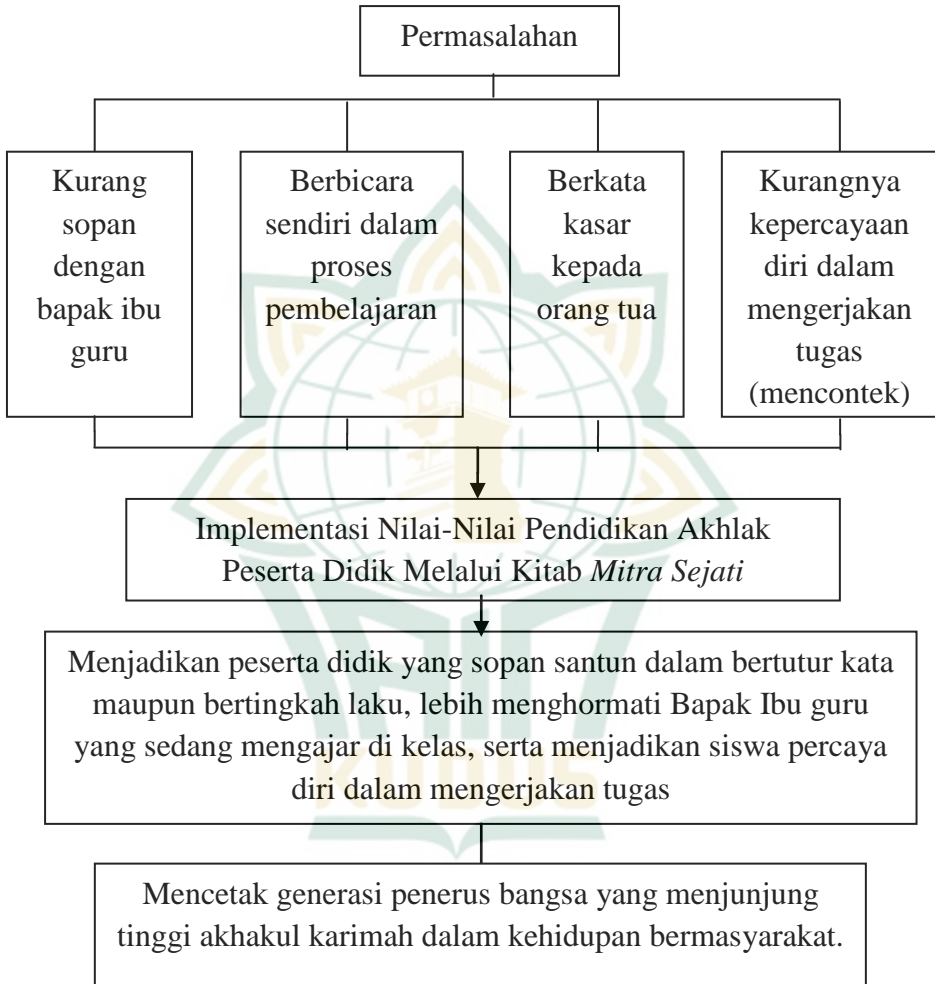 Permasalahan
Kurang
sopan
dengan
bapak ibu
guru
Berbicara
sendiri dalam
proses
pembelajaran
Berkata
kasar
kepada
orang tua
Kurangnya
kepercayaan
diri dalam
mengerjakan
tugas
(mencontek)
Implementasi Nilai-Nilai Pendidikan Akhlak
Peserta Didik Melalui Kitab Mitra Sejati
Menjadikan peserta didik yang sopan santun dalam bertutur kata
maupun bertingkah laku, lebih menghormati Bapak Ibu guru
yang sedang mengajar di kelas, serta menjadikan siswa percaya
diri dalam mengerjakan tugas
KUDUS
Mencetak generasi penerus bangsa yang menjunjung
tinggi akhakul karimah dalam kehidupan bermasyarakat.